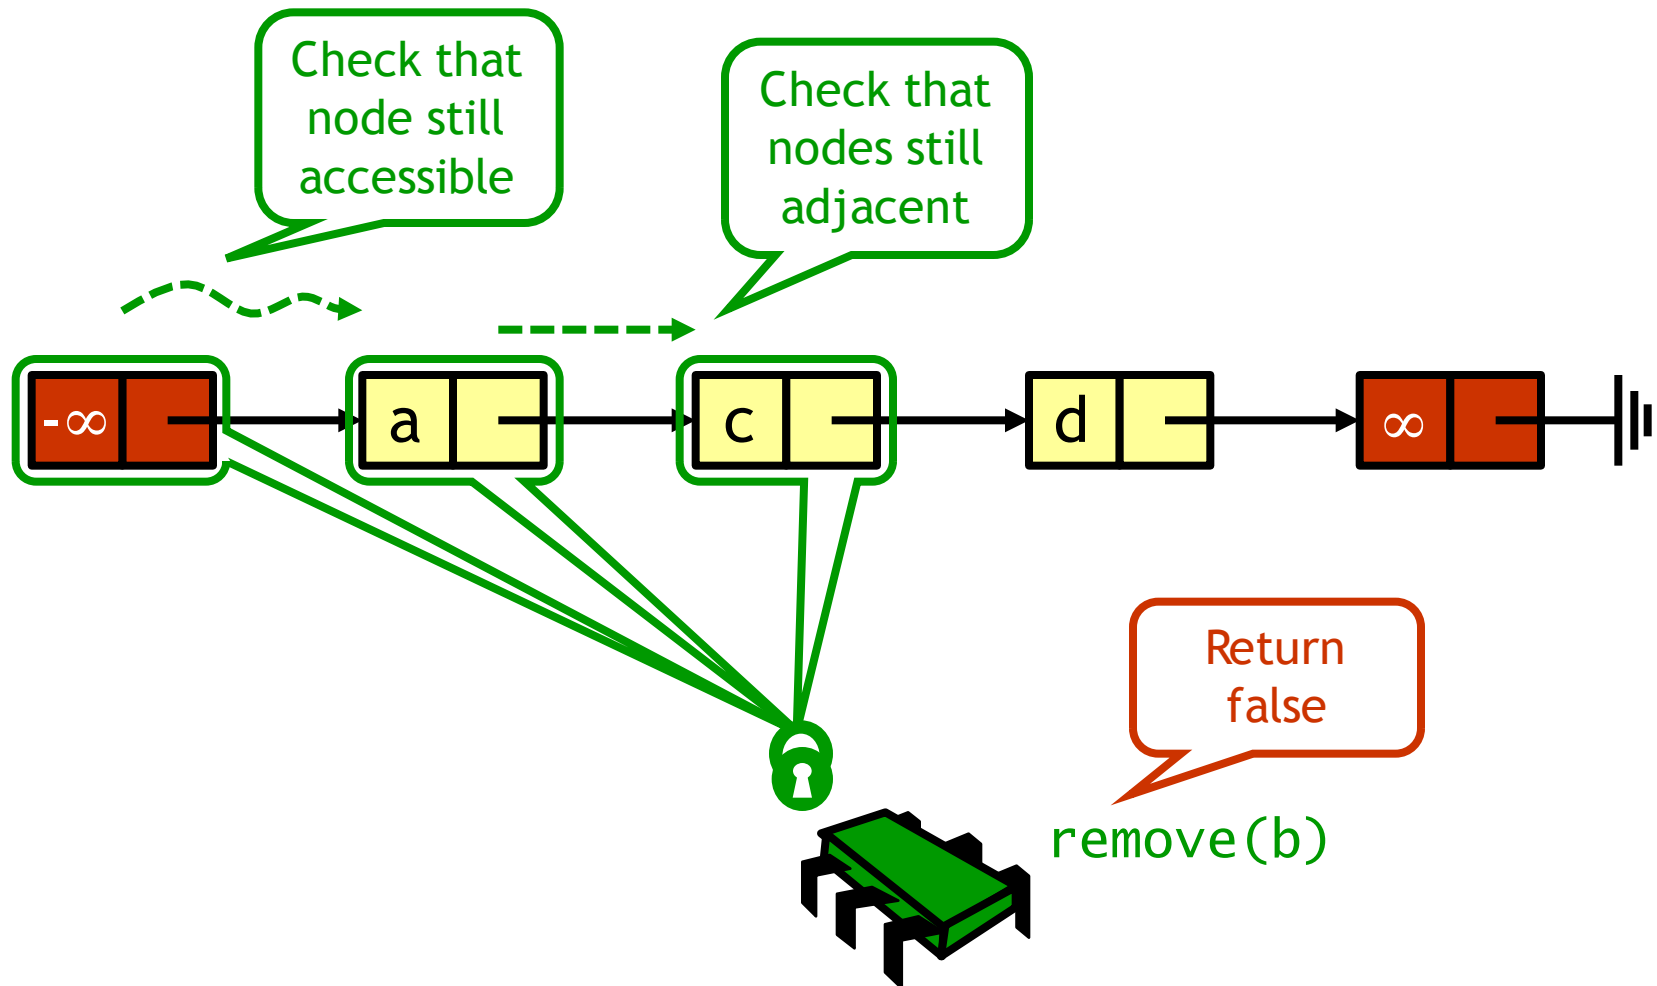 Check that
node still
accessible
Check that
nodes still
adjacent
-∞
a
c
d
∞
Return
false
remove(b)